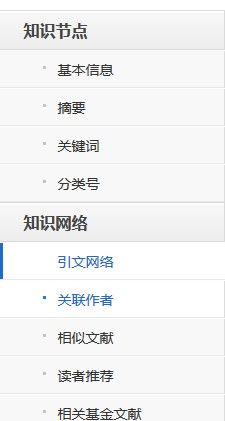 知识节点
基本信息
摘要
关键词
分类号
知识网络
引文网络
关联作者
相似文献
读者推荐
相关基金文献